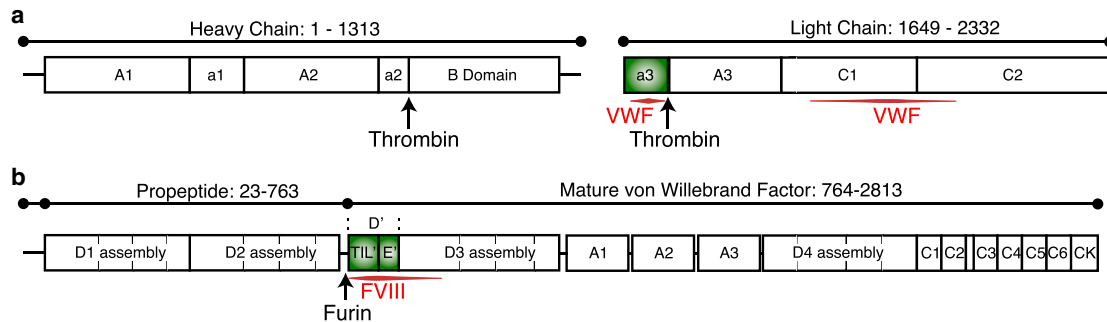 a
Heavy Chain: 1 - 1313
Light Chain: 1649 - 2332
A1 a1 A2 a2 B Domain
a3 A3 C1 C2
Thrombin
VWF Thrombin VWF
b
Propeptide: 23-763
Mature von Willebrand Factor: 764-2813
D'
D1 assembly D2 assembly TIL' E' D3 assembly A1 A2 A3 D4 assembly C1 C2 C3 C4 C5 C6 CK
FVIII
Furin